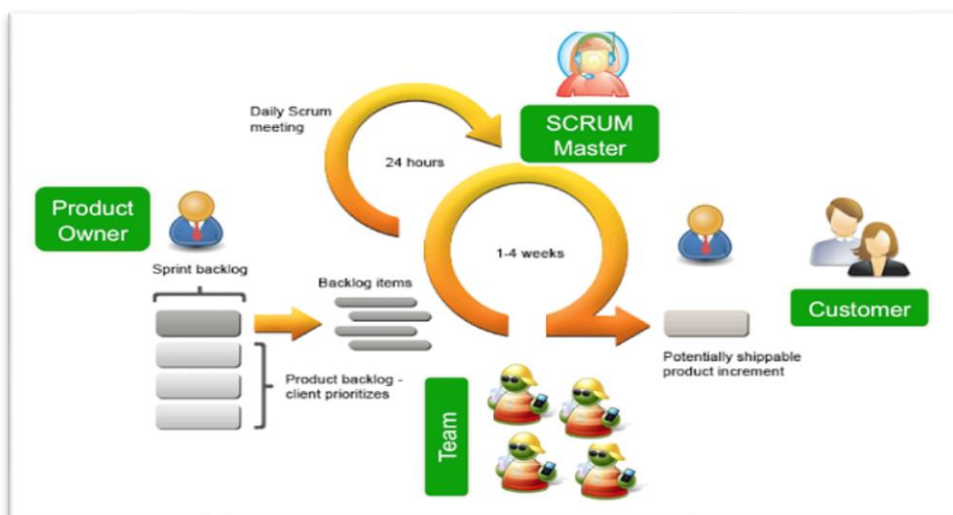 Daily Scrum
meeting
24 hours
SCRUM
Master
Product
Owner
1-4 weeks
Sprint backlog
Backlog items
Customer
Product backlog -
client prioritizes
Potentially shippable
product increment
Team